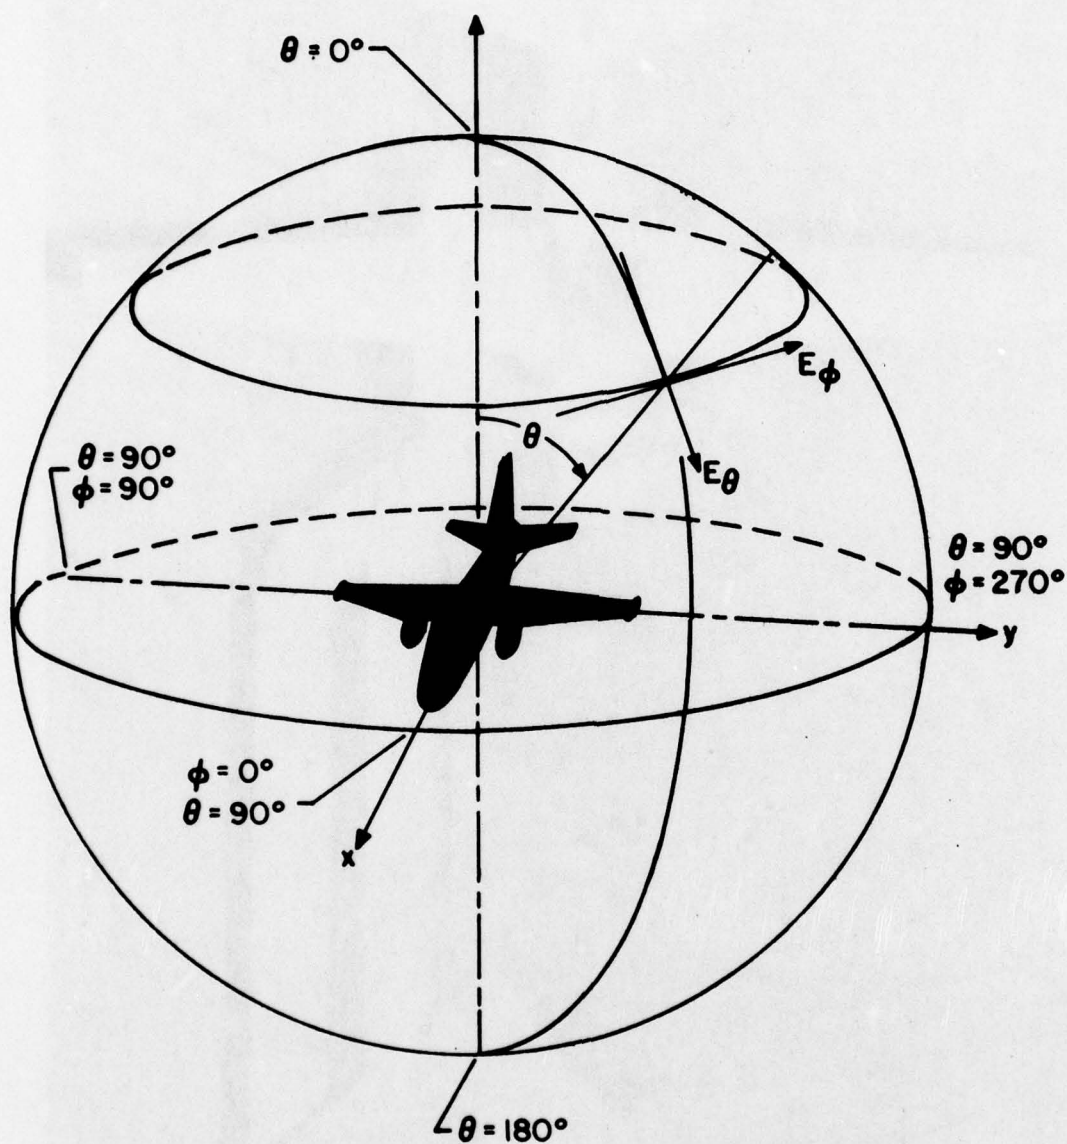 θ = 0°
Eϕ
θ
Eθ
θ = 90°
ϕ = 90°
θ = 90°
ϕ = 270°
y
ϕ = 0°
θ = 90°
x
θ = 180°